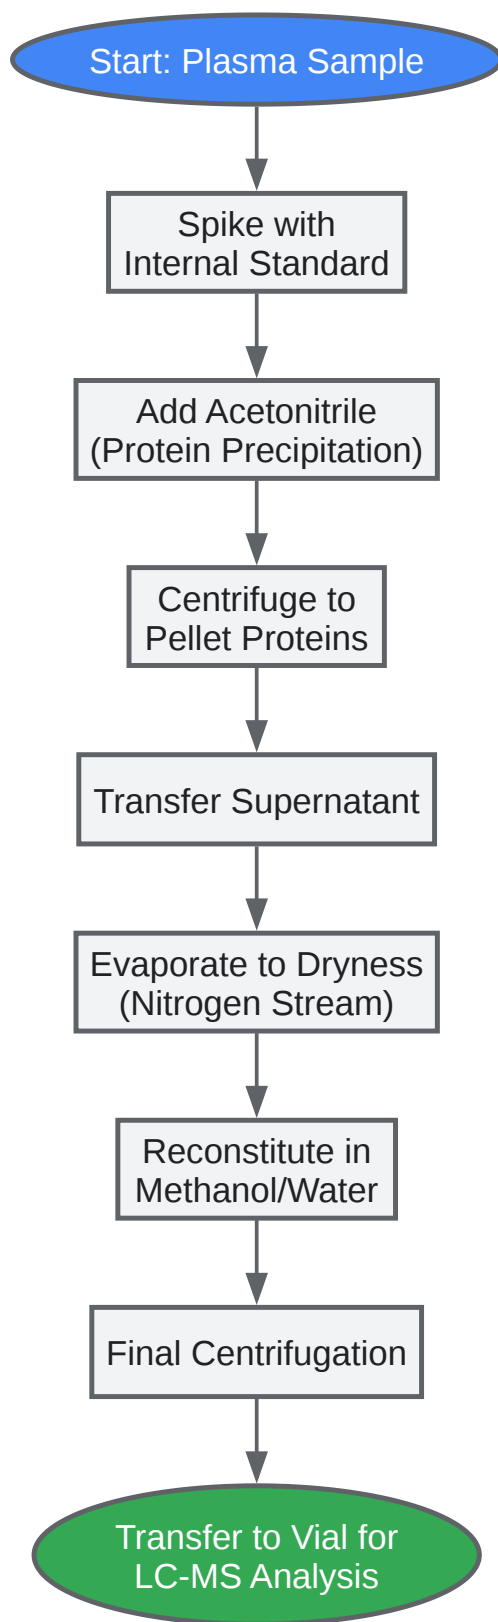 Start: Plasma Sample
Spike with
Internal Standard
Add Acetonitrile
(Protein Precipitation)
Centrifuge to
Pellet Proteins
Transfer Supernatant
Evaporate to Dryness
(Nitrogen Stream)
Reconstitute in
Methanol/Water
Final Centrifugation
Transfer to Vial for
LC-MS Analysis